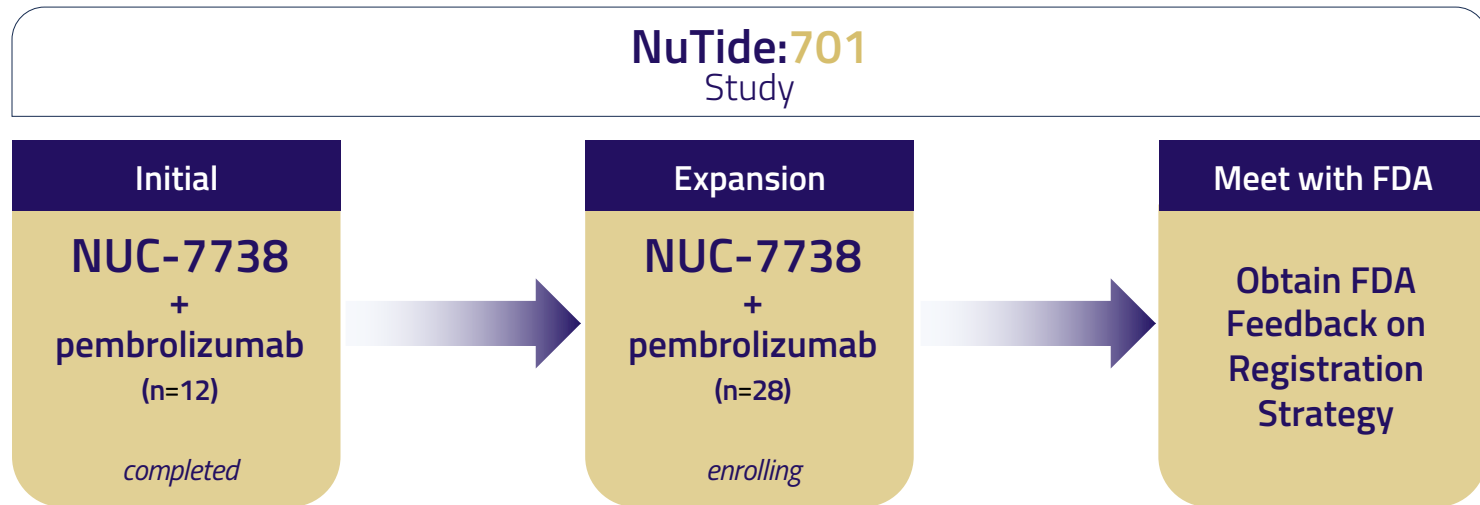 NuTide:701
Study
Initial
NUC-7738
+
pembrolizumab
(n=12)
completed
Expansion
NUC-7738
+
pembrolizumab
(n=28)
enrolling
Meet with FDA
Obtain FDA
Feedback on
Registration
Strategy